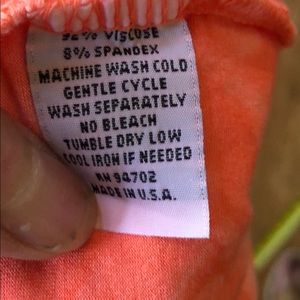 92% VISCOSE
8% SPANDEX
MACHINE WASH COLD
GENTLE CYCLE
WASH SEPARATELY
NO BLEACH
TUMBLE DRY LOW
COOL IRON IF NEEDED
RN 94702
MADE IN U.S.A.